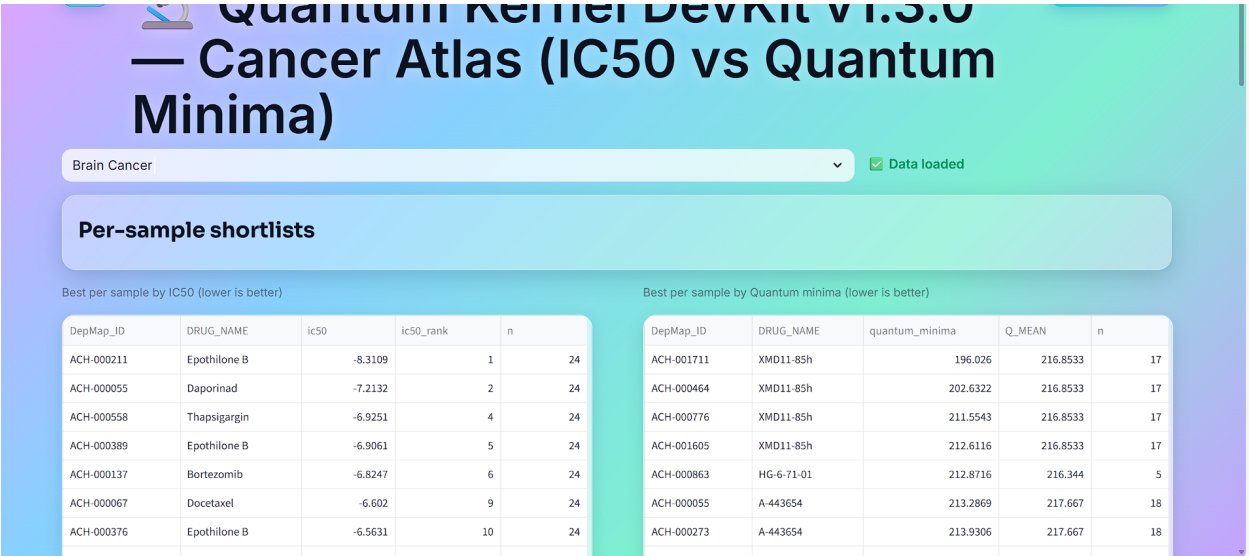 Quantum Kernel DevKit v1.3.0
— Cancer Atlas (IC50 vs Quantum
Minima)
Brain Cancer
✅ Data loaded
Per-sample shortlists
Best per sample by IC50 (lower is better)
DepMap_ID DRUG_NAME ic50 ic50_rank n
ACH-000211 Epothilone B -8.3109 1 24
ACH-000055 Daporinad -7.2132 2 24
ACH-000558 Thapsigargin -6.9251 4 24
ACH-000389 Epothilone B -6.9061 5 24
ACH-000137 Bortezomib -6.8247 6 24
ACH-000067 Docetaxel -6.602 9 24
ACH-000376 Epothilone B -6.5631 10 24
Best per sample by Quantum minima (lower is better)
DepMap_ID DRUG_NAME quantum_minima Q_MEAN n
ACH-001711 XMD11-85h 196.026 216.8533 17
ACH-000464 XMD11-85h 202.6322 216.8533 17
ACH-000776 XMD11-85h 211.5543 216.8533 17
ACH-001605 XMD11-85h 212.6116 216.8533 17
ACH-000863 HG-6-71-01 212.8716 216.344 5
ACH-000055 A-443654 213.2869 217.667 18
ACH-000273 A-443654 213.9306 217.667 18